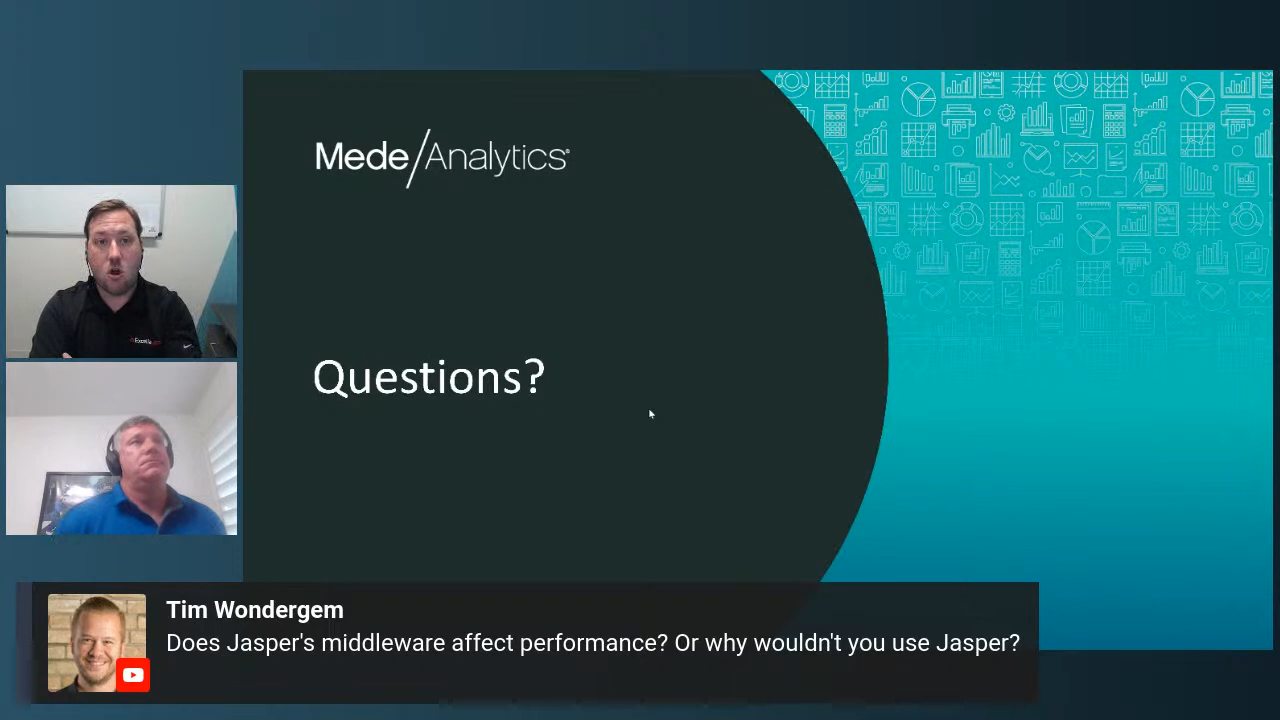 Mede/Analytics®
Questions?
Tim Wondergem
Does Jasper's middleware affect performance? Or why wouldn't you use Jasper?